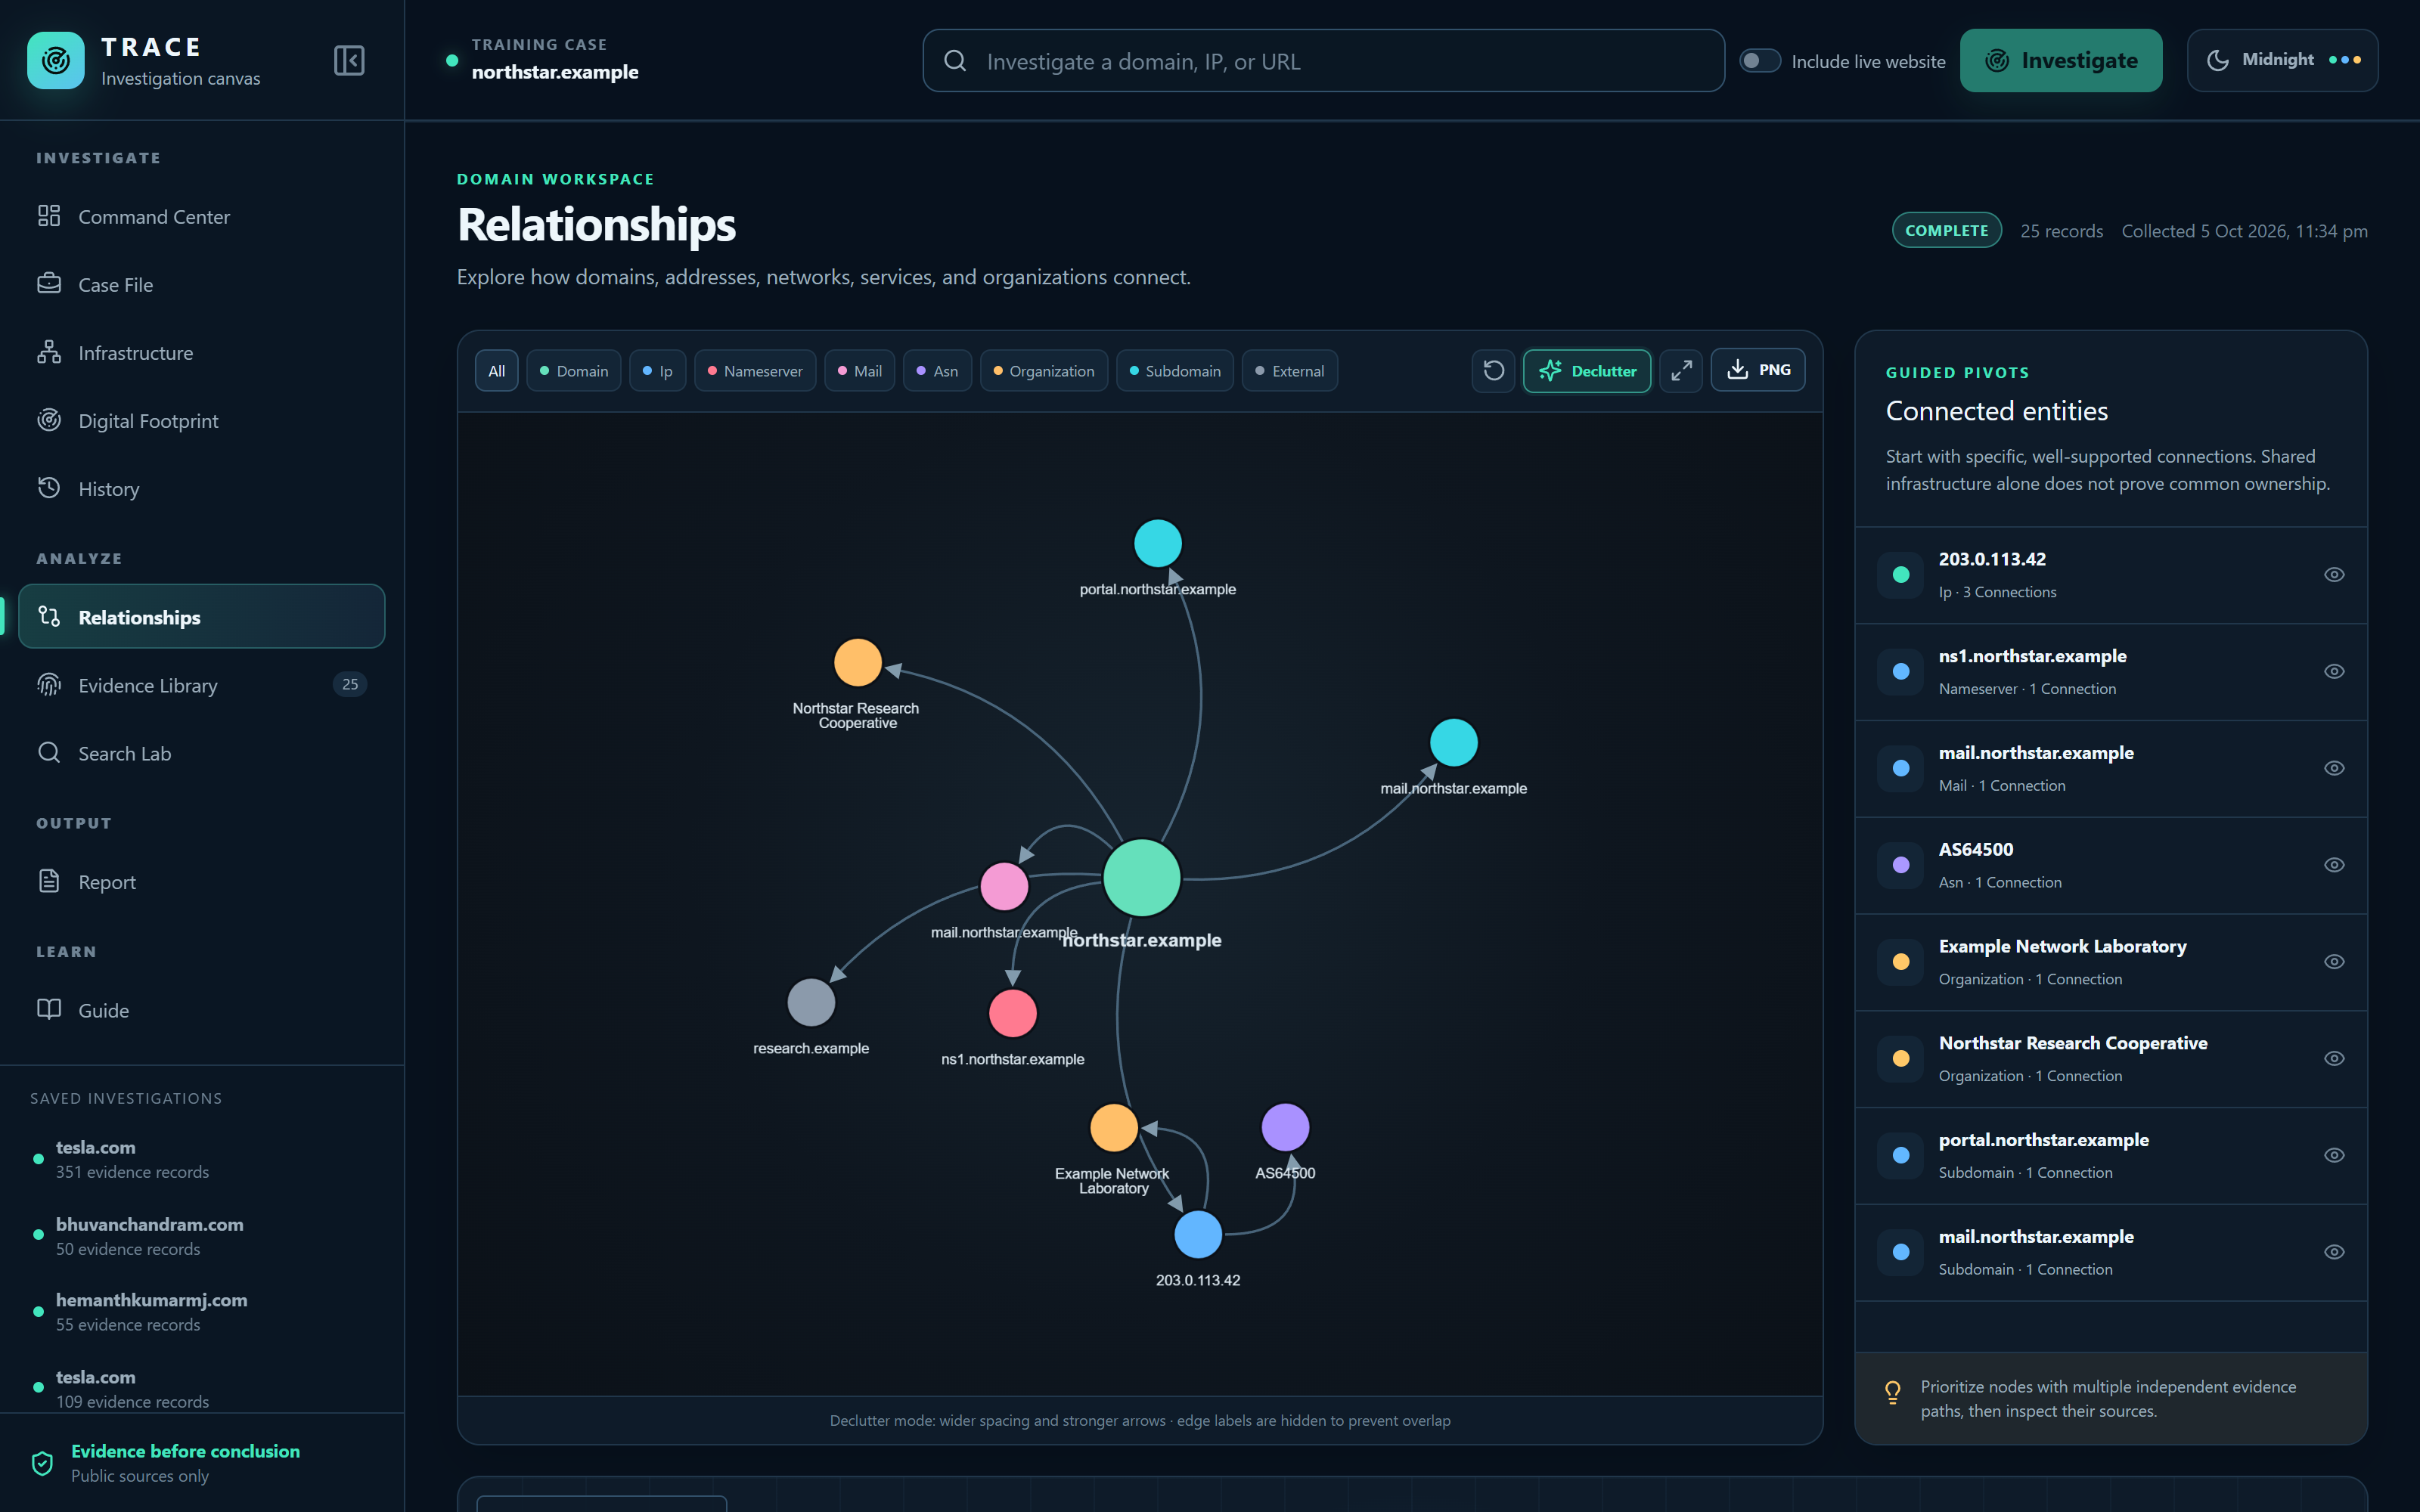 TRACE
Investigation canvas
TRAINING CASE
northstar.example
Investigate a domain, IP, or URL
Include live website
Investigate
Midnight
INVESTIGATE
Command Center
Case File
Infrastructure
Digital Footprint
History
ANALYZE
Relationships
Evidence Library
25
Search Lab
OUTPUT
Report
LEARN
Guide
SAVED INVESTIGATIONS
tesla.com
351 evidence records
bhuvanchandram.com
50 evidence records
hemanthkumarmj.com
55 evidence records
tesla.com
109 evidence records
Evidence before conclusion
Public sources only
DOMAIN WORKSPACE
Relationships
Explore how domains, addresses, networks, services, and organizations connect.
COMPLETE
25 records
Collected 5 Oct 2026, 11:34 pm
All
Domain
Ip
Nameserver
Mail
Asn
Organization
Subdomain
External
Declutter
PNG
portal.northstar.example
Northstar Research
Cooperative
mail.northstar.example
mail.northstar.example
northstar.example
research.example
ns1.northstar.example
Example Network
Laboratory
AS64500
203.0.113.42
Declutter mode: wider spacing and stronger arrows · edge labels are hidden to prevent overlap
GUIDED PIVOTS
Connected entities
Start with specific, well-supported connections. Shared
infrastructure alone does not prove common ownership.
203.0.113.42
Ip · 3 Connections
ns1.northstar.example
Nameserver · 1 Connection
mail.northstar.example
Mail · 1 Connection
AS64500
Asn · 1 Connection
Example Network Laboratory
Organization · 1 Connection
Northstar Research Cooperative
Organization · 1 Connection
portal.northstar.example
Subdomain · 1 Connection
mail.northstar.example
Subdomain · 1 Connection
Prioritize nodes with multiple independent evidence
paths, then inspect their sources.